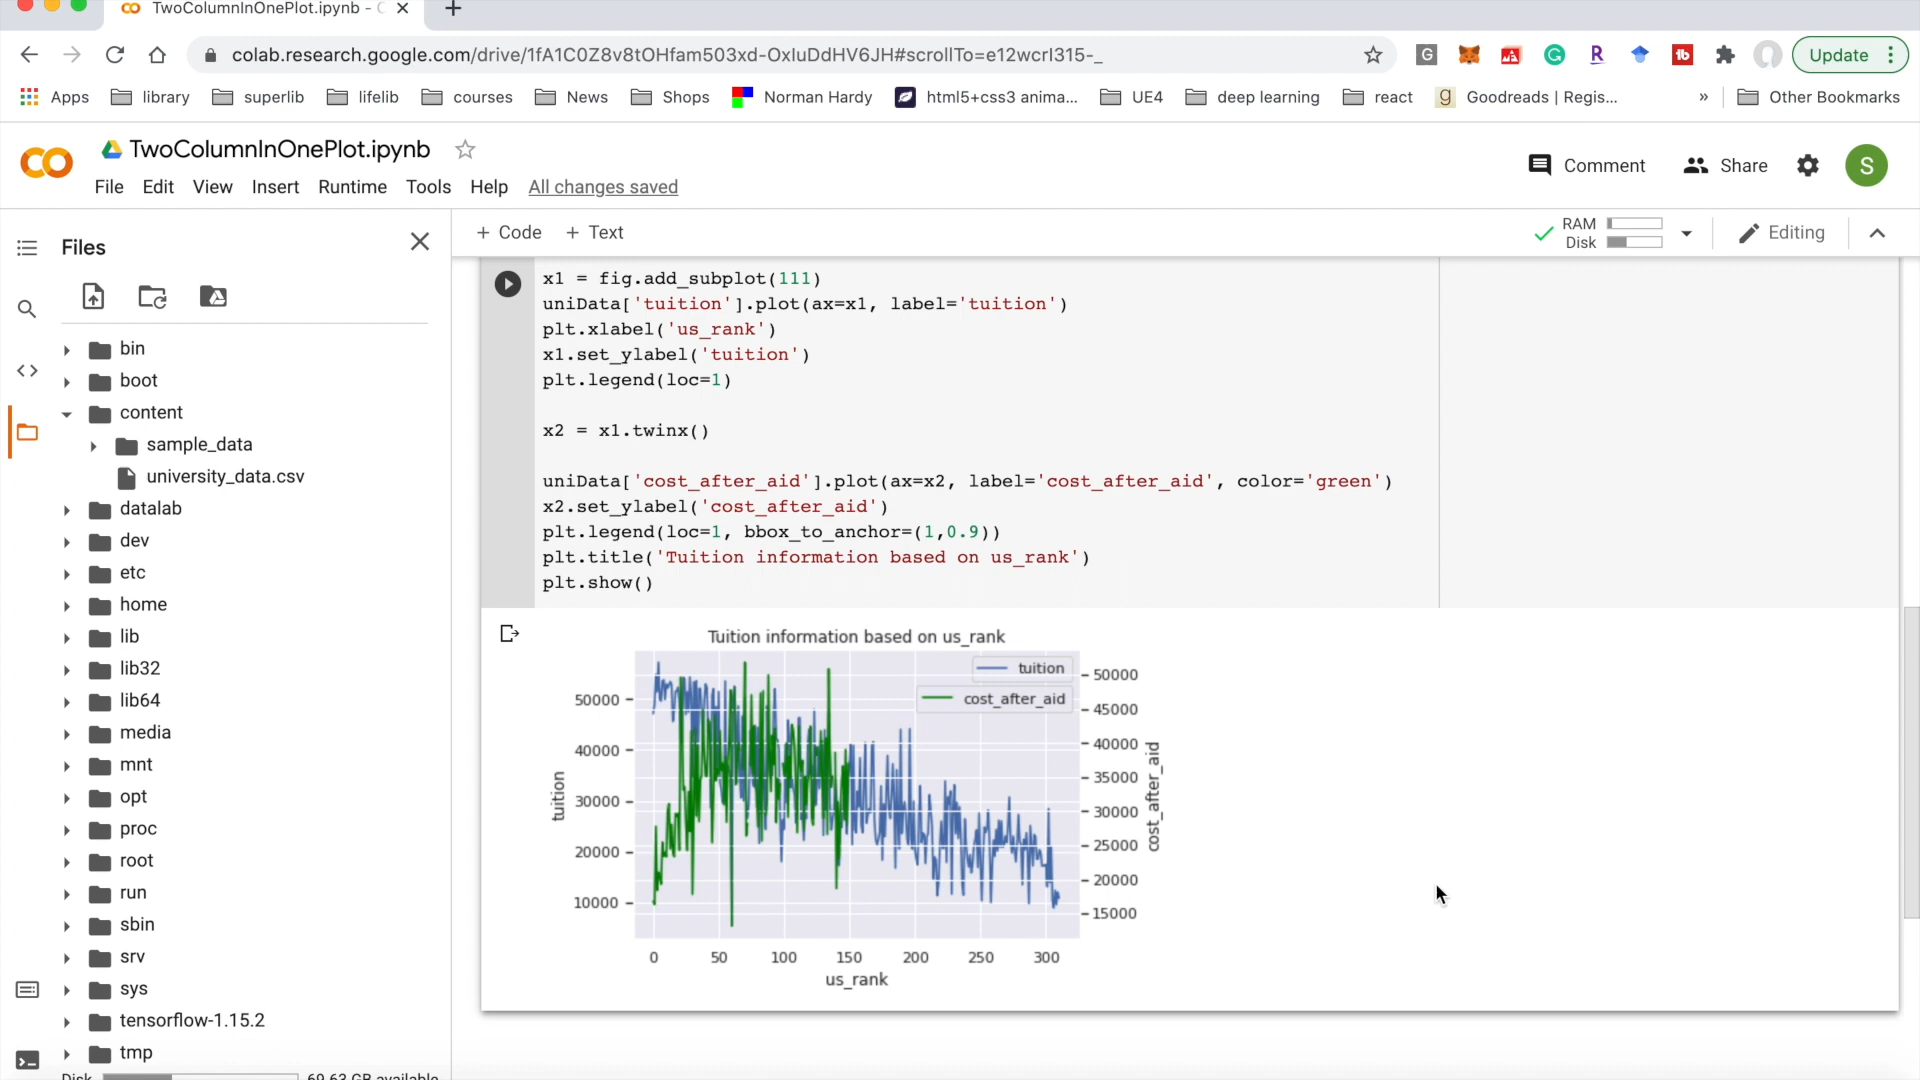 TwoColumnInOnePlot.ipynb -
colab.research.google.com/drive/1fA1C0Z8v8tOHfam503xd-OxIuDdHV6JH#scrollTo=e12wcrI315-_
Update
Apps library superlib lifelib courses News Shops Norman Hardy html5+css3 anima... UE4 deep learning react Goodreads | Regis... » Other Bookmarks
TwoColumnInOnePlot.ipynb
File Edit View Insert Runtime Tools Help All changes saved
Comment Share S
Files
+ Code + Text
RAM
Disk
Editing
bin
boot
content
sample_data
university_data.csv
datalab
dev
etc
home
lib
lib32
lib64
media
mnt
opt
proc
root
run
sbin
srv
sys
tensorflow-1.15.2
tmp
Disk 69.63 GB available
x1 = fig.add_subplot(111)
uniData['tuition'].plot(ax=x1, label='tuition')
plt.xlabel('us_rank')
x1.set_ylabel('tuition')
plt.legend(loc=1)
x2 = x1.twinx()
uniData['cost_after_aid'].plot(ax=x2, label='cost_after_aid', color='green')
x2.set_ylabel('cost_after_aid')
plt.legend(loc=1, bbox_to_anchor=(1,0.9))
plt.title('Tuition information based on us_rank')
plt.show()
Tuition information based on us_rank
tuition
cost_after_aid
50000
40000
30000
20000
10000
tuition
50000
45000
40000
35000
30000
25000
20000
15000
cost_after_aid
0 50 100 150 200 250 300
us_rank